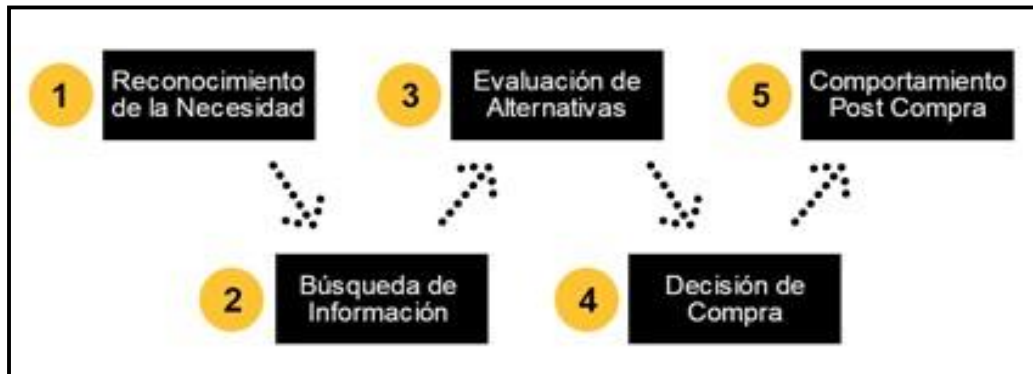 1
Reconocimiento
de la Necesidad
2
Búsqueda de
Información
3
Evaluación de
Alternativas
4
Decisión de
Compra
5
Comportamiento
Post Compra